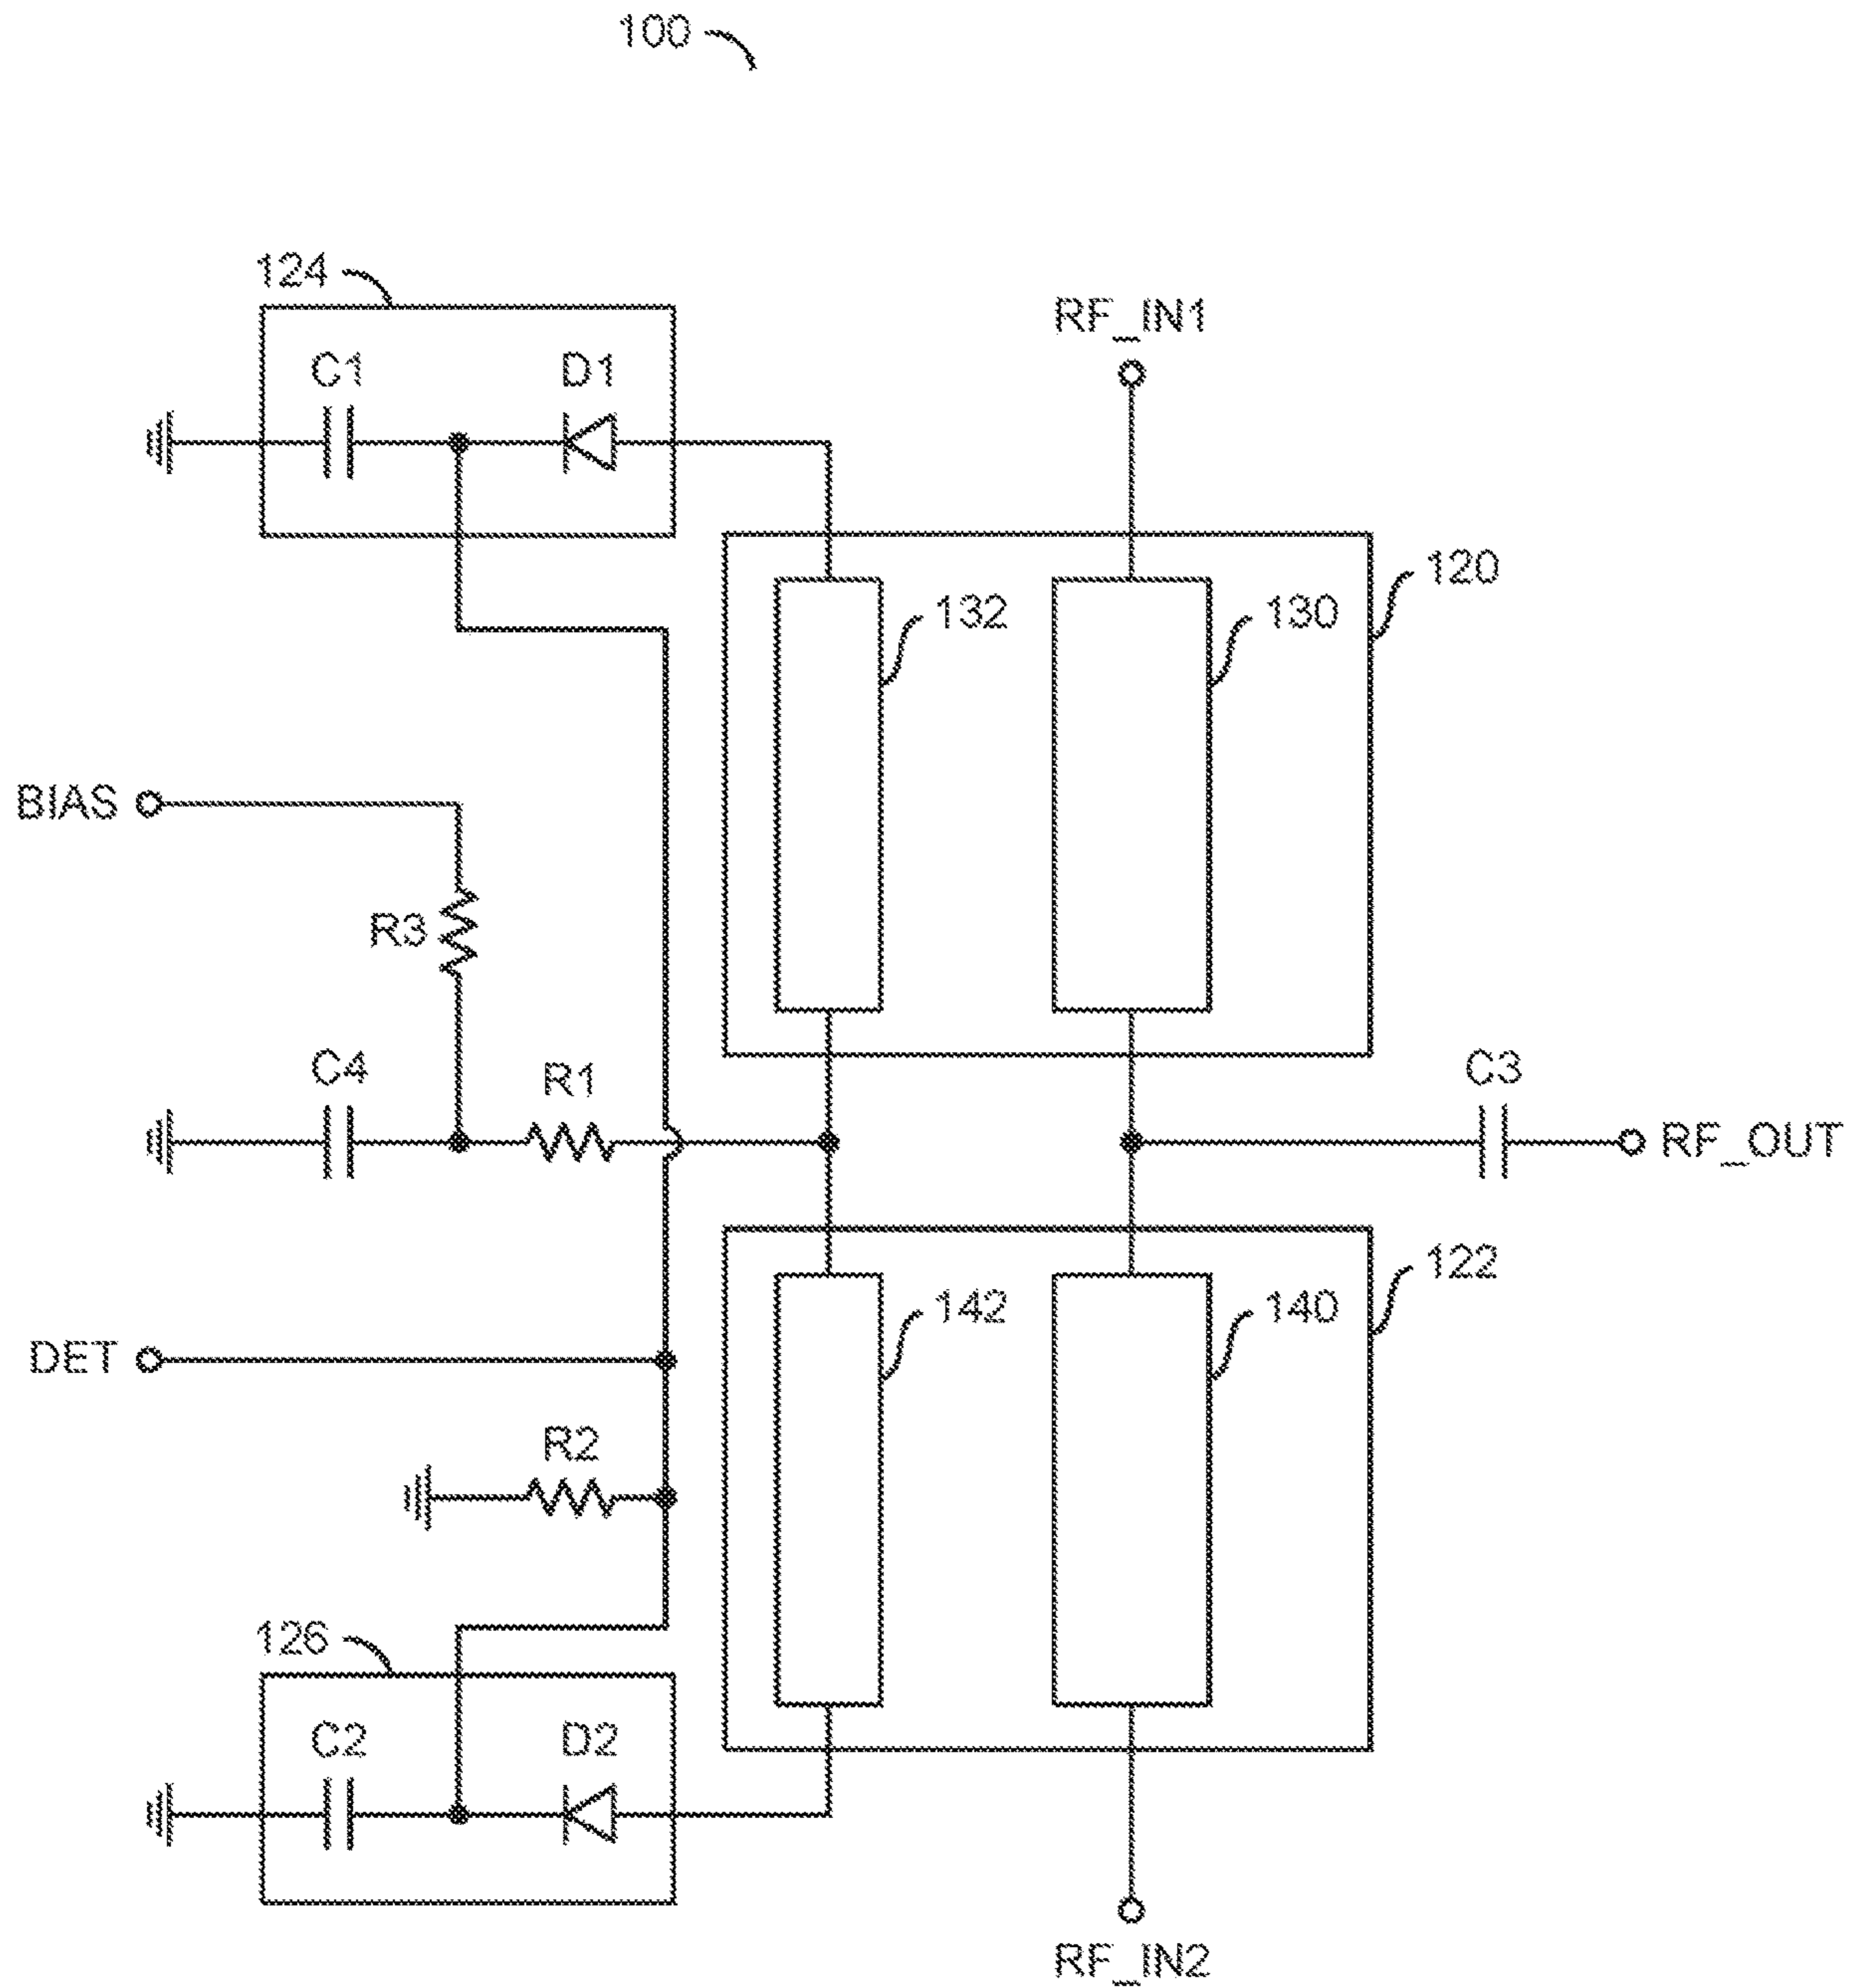 100
124
C1
D1
RF_IN1
120
132
130
BIAS
R3
C4
R1
C3
RF_OUT
122
142
140
DET
R2
126
C2
D2
RF_IN2